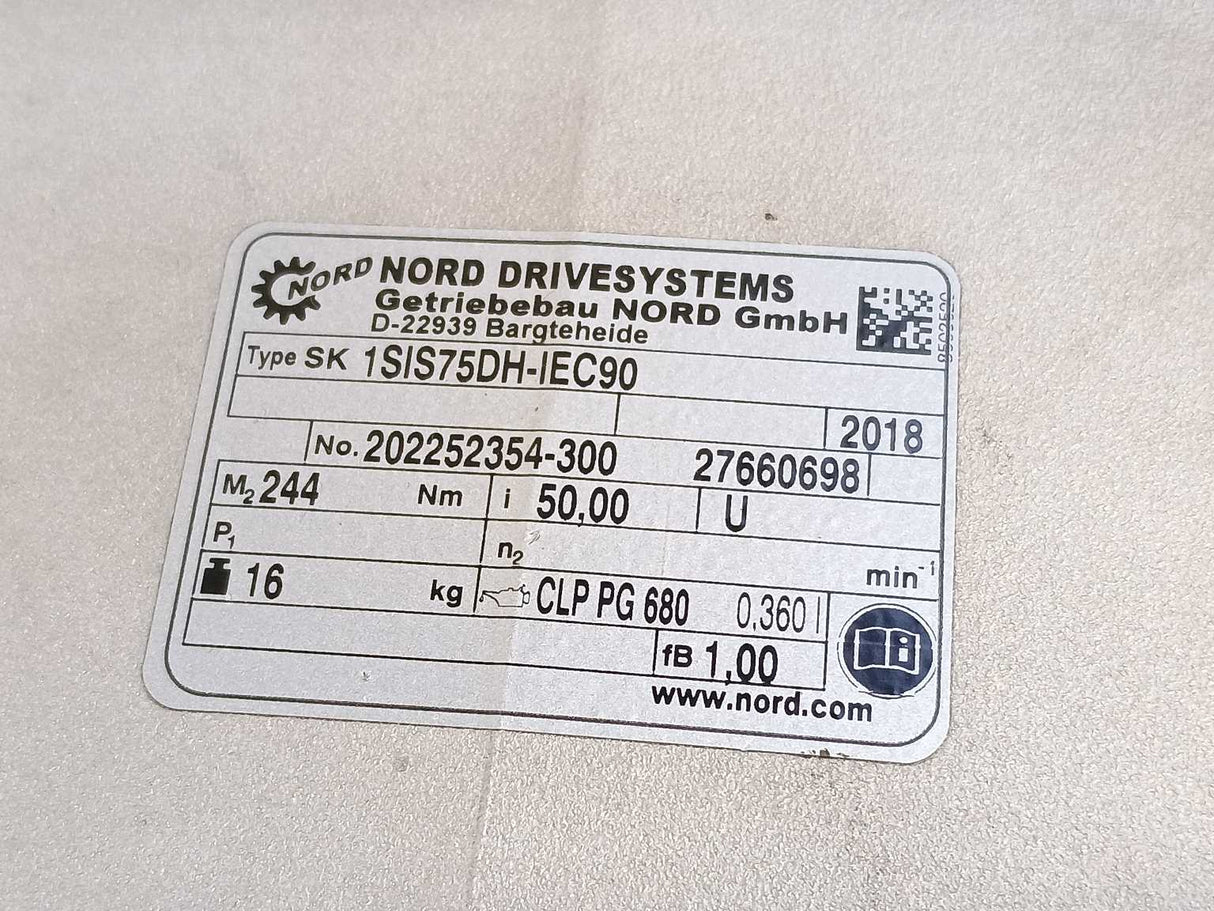 NORD NORD DRIVESYSTEMS
Getriebebau NORD GmbH
D-22939 Bargteheide
Type SK 1SIS75DH-IEC90
2018
No. 202252354-300 27660698
M2 244 Nm i 50,00 U
P1 n2 min-1
16 kg CLP PG 680 0,360 l
fB 1,00
www.nord.com